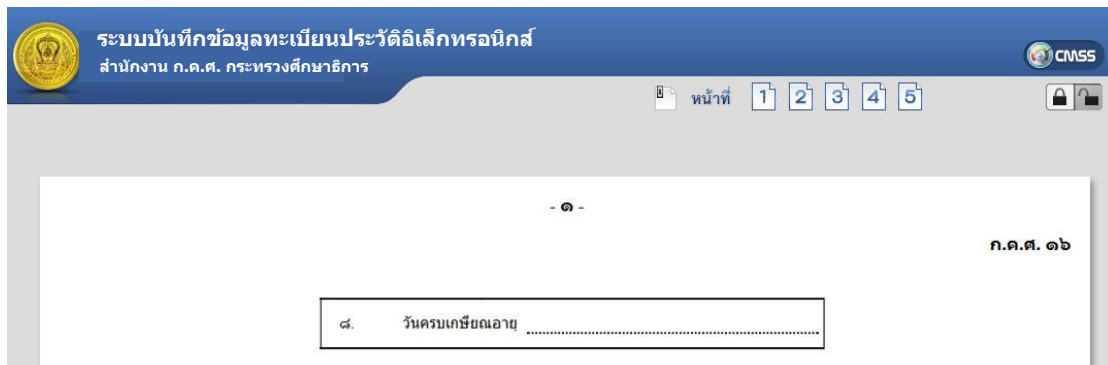 ระบบบันทึกข้อมูลทะเบียนประวัติอิเล็กทรอนิกส์
สำนักงาน ก.ค.ศ. กระทรวงศึกษาธิการ
CMSS
หน้าที่ 1 2 3 4 5
- ๑ -
ก.ค.ศ. ๑๖
๘. วันครบเกษียณอายุ ........................................